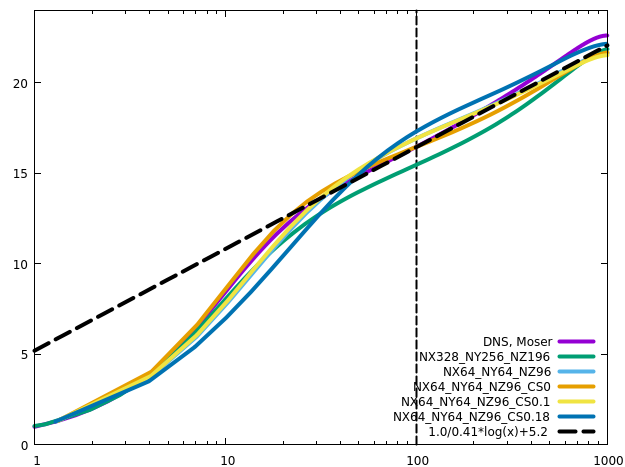 20
15
10
5
0
DNS, Moser
NX328_NY256_NZ196
NX64_NY64_NZ96
NX64_NY64_NZ96_CS0
NX64_NY64_NZ96_CS0.1
NX64_NY64_NZ96_CS0.18
1.0/0.41*log(x)+5.2
1 10 100 1000